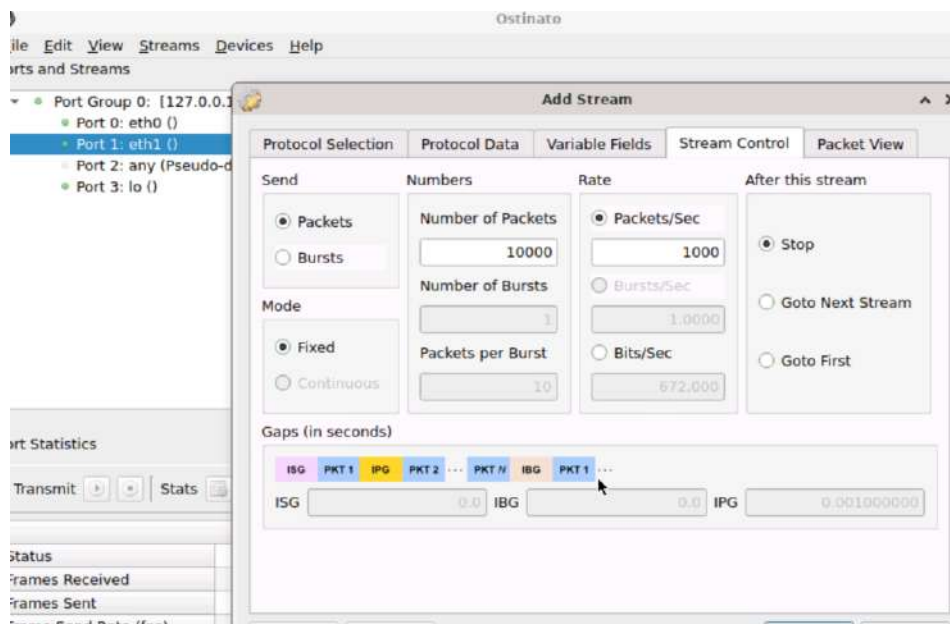 Ostinato
ile Edit View Streams Devices Help
orts and Streams
Port Group 0: [127.0.0.1
Port 0: eth0 ()
Port 1: eth1 ()
Port 2: any (Pseudo-d
Port 3: lo ()
Add Stream
Protocol Selection Protocol Data Variable Fields Stream Control Packet View
Send Numbers Rate After this stream
Packets
Bursts
Mode
Fixed
Continuous
Number of Packets
10000
Number of Bursts
1
Packets per Burst
10
Packets/Sec
1000
Bursts/Sec
1.0000
Bits/Sec
672,000
Stop
Goto Next Stream
Goto First
Gaps (in seconds)
ISG PKT 1 IPG PKT 2 ... PKT N IBG PKT 1 ...
ISG 0.0 IBG 0.0 IPG 0.001000000
ort Statistics
Transmit Stats
Status
Frames Received
Frames Sent